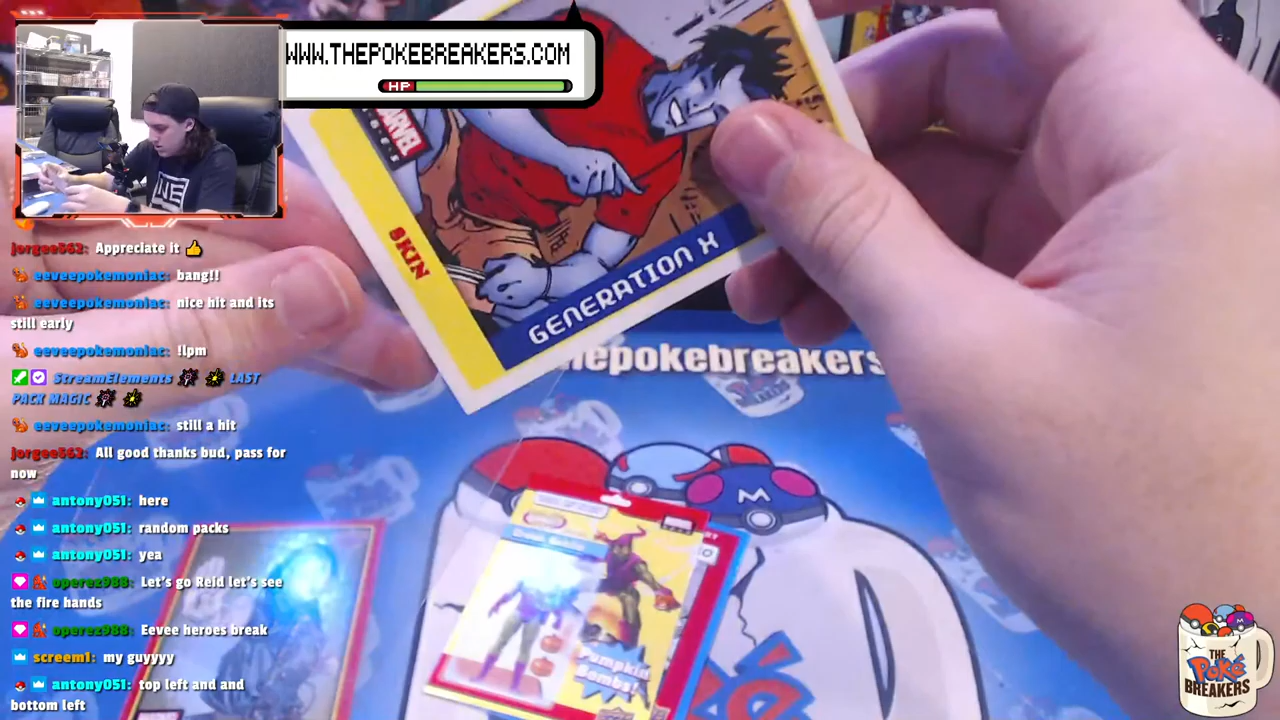 WWW.THEPOKEBREAKERS.COM
HP
MARVEL
SKIN
GENERATION X
thepokebreakers
jorgee562: Appreciate it 👍
eeveepokemoniac: bang!!
eeveepokemoniac: nice hit and its
still early
eeveepokemoniac: !lpm
StreamElements LAST
PACK MAGIC
eeveepokemoniac: still a hit
jorgee562: All good thanks bud, pass for
now
antony051: here
antony051: random packs
antony051: yea
operez988: Let's go Reid let's see
the fire hands
operez988: Eevee heroes break
screem1: my guyyyy
antony051: top left and and
bottom left
M
Pumpkin
Bombs!
THE
Poké
BREAKERS